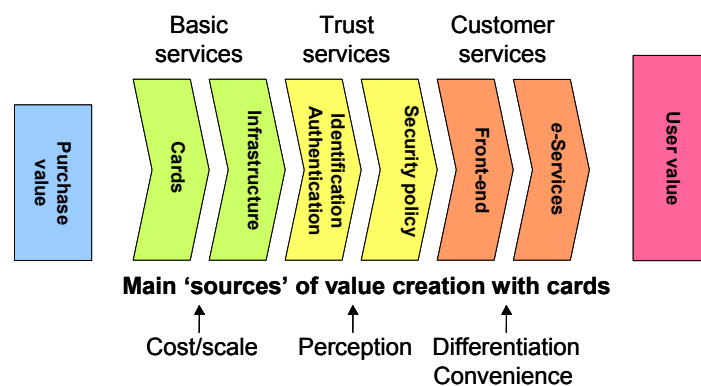 Basic
services
Trust
services
Customer
services
Purchase
value
Cards
Infrastructure
Identification
Authentication
Security policy
Front-end
e-Services
User value
Main ‘sources’ of value creation with cards
Cost/scale
Perception
Differentiation
Convenience